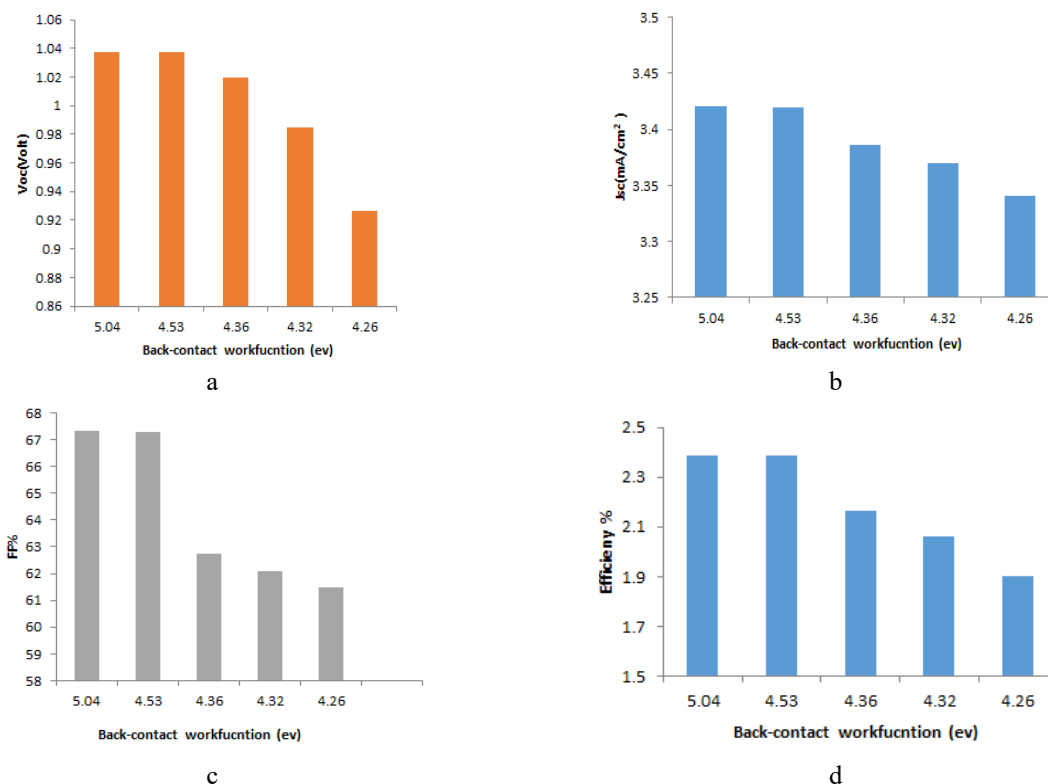 Voc(Volt)
1.06
1.04
1.02
1
0.98
0.96
0.94
0.92
0.9
0.88
0.86
5.04 4.53 4.36 4.32 4.26
Back-contact workfucntion (ev)
a
Jsc(mA/cm²)
3.5
3.45
3.4
3.35
3.3
3.25
5.04 4.53 4.36 4.32 4.26
Back-contact workfucntion (ev)
b
FP%
68
67
66
65
64
63
62
61
60
59
58
5.04 4.53 4.36 4.32 4.26
Back-contact workfucntion (ev)
c
Efficieny %
2.5
2.3
2.1
1.9
1.7
1.5
5.04 4.53 4.36 4.32 4.26
Back-contact workfucntion (ev)
d